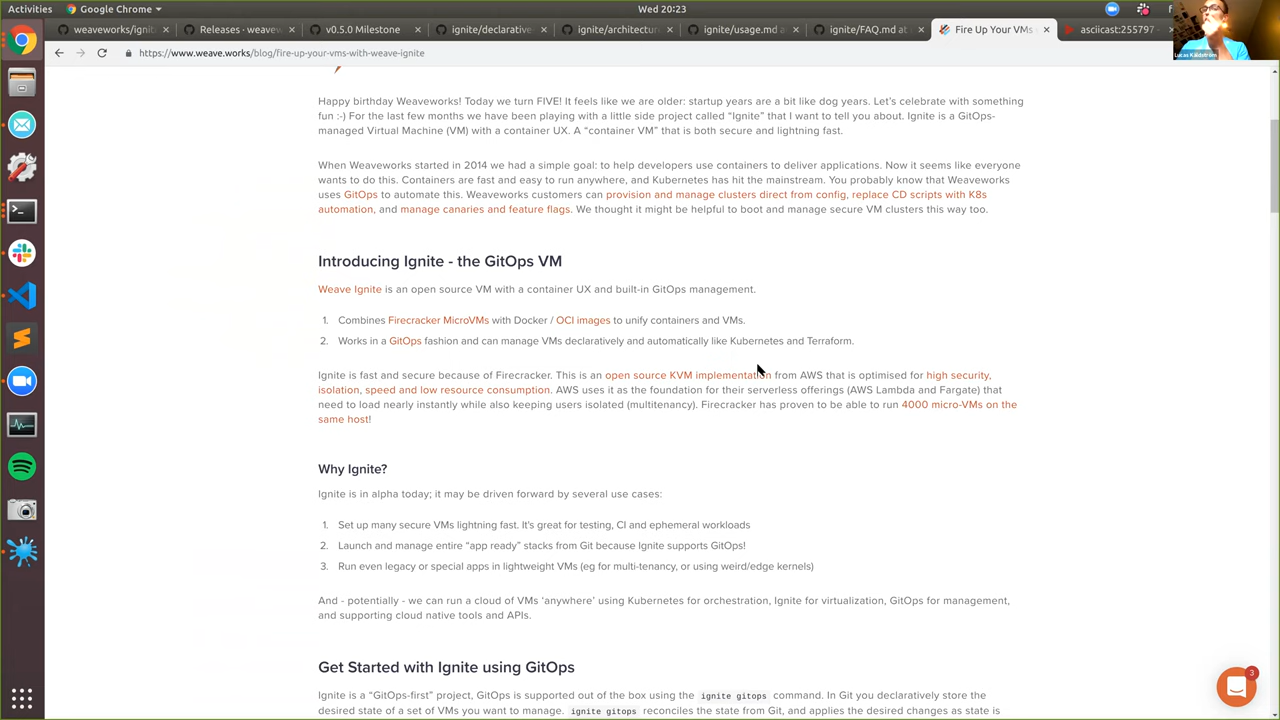 Activities
Google Chrome
Wed 20:23
weaveworks/ignit
Releases · weavew
v0.5.0 Milestone
ignite/declarative
ignite/architectur
ignite/usage.md a
ignite/FAQ.md at
Fire Up Your VMs
asciicast:255797
https://www.weave.works/blog/fire-up-your-vms-with-weave-ignite
Lucas Käldström
Happy birthday Weaveworks! Today we turn FIVE! It feels like we are older: startup years are a bit like dog years. Let's celebrate with something
fun :-) For the last few months we have been playing with a little side project called “Ignite” that I want to tell you about. Ignite is a GitOps-
managed Virtual Machine (VM) with a container UX. A “container VM” that is both secure and lightning fast.
When Weaveworks started in 2014 we had a simple goal: to help developers use containers to deliver applications. Now it seems like everyone
wants to do this. Containers are fast and easy to run anywhere, and Kubernetes has hit the mainstream. You probably know that Weaveworks
uses GitOps to automate this. Weaveworks customers can provision and manage clusters direct from config, replace CD scripts with K8s
automation, and manage canaries and feature flags. We thought it might be helpful to boot and manage secure VM clusters this way too.
Introducing Ignite - the GitOps VM
Weave Ignite is an open source VM with a container UX and built-in GitOps management.
1. Combines Firecracker MicroVMs with Docker / OCI images to unify containers and VMs.
2. Works in a GitOps fashion and can manage VMs declaratively and automatically like Kubernetes and Terraform.
Ignite is fast and secure because of Firecracker. This is an open source KVM implementation from AWS that is optimised for high security,
isolation, speed and low resource consumption. AWS uses it as the foundation for their serverless offerings (AWS Lambda and Fargate) that
need to load nearly instantly while also keeping users isolated (multitenancy). Firecracker has proven to be able to run 4000 micro-VMs on the
same host!
Why Ignite?
Ignite is in alpha today; it may be driven forward by several use cases:
1. Set up many secure VMs lightning fast. It's great for testing, CI and ephemeral workloads
2. Launch and manage entire “app ready” stacks from Git because Ignite supports GitOps!
3. Run even legacy or special apps in lightweight VMs (eg for multi-tenancy, or using weird/edge kernels)
And - potentially - we can run a cloud of VMs ‘anywhere’ using Kubernetes for orchestration, Ignite for virtualization, GitOps for management,
and supporting cloud native tools and APIs.
Get Started with Ignite using GitOps
Ignite is a “GitOps-first” project, GitOps is supported out of the box using the ignite gitops command. In Git you declaratively store the
desired state of a set of VMs you want to manage. ignite gitops reconciles the state from Git, and applies the desired changes as state is
3